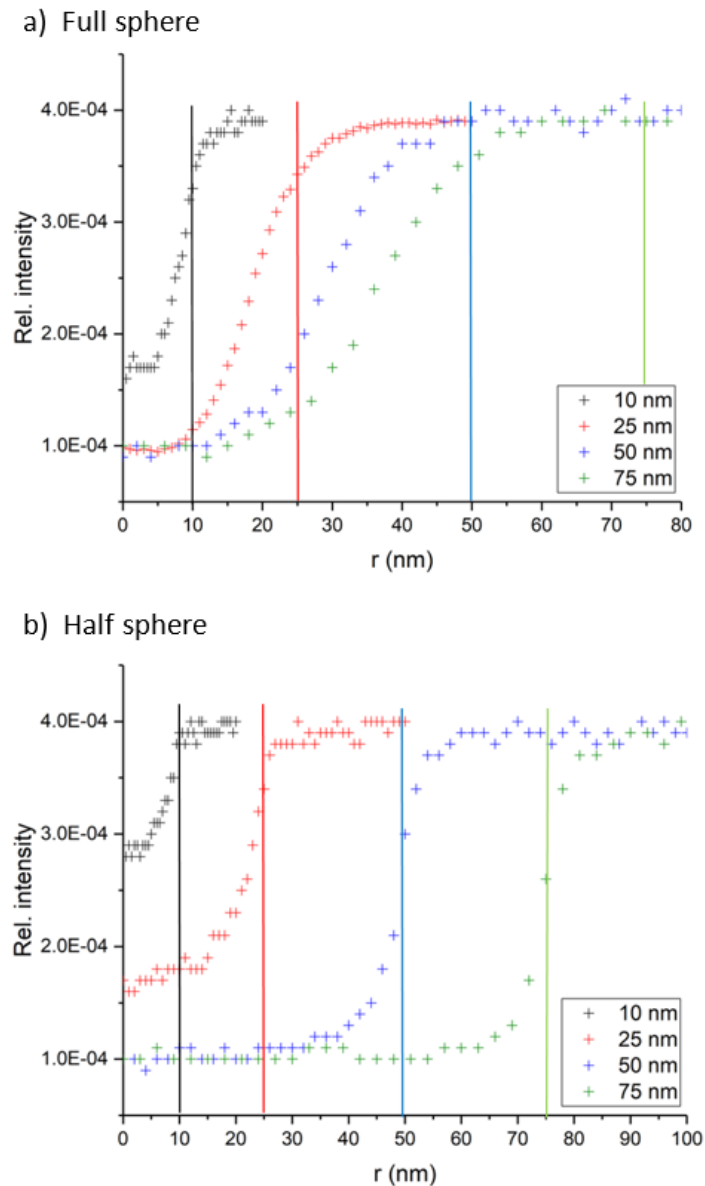 a) Full sphere
4.0E-04
3.0E-04
2.0E-04
1.0E-04
Rel. intensity
0 10 20 30 40 50 60 70 80
r (nm)
10 nm
25 nm
50 nm
75 nm
b) Half sphere
4.0E-04
3.0E-04
2.0E-04
1.0E-04
Rel. intensity
0 10 20 30 40 50 60 70 80 90 100
r (nm)
10 nm
25 nm
50 nm
75 nm